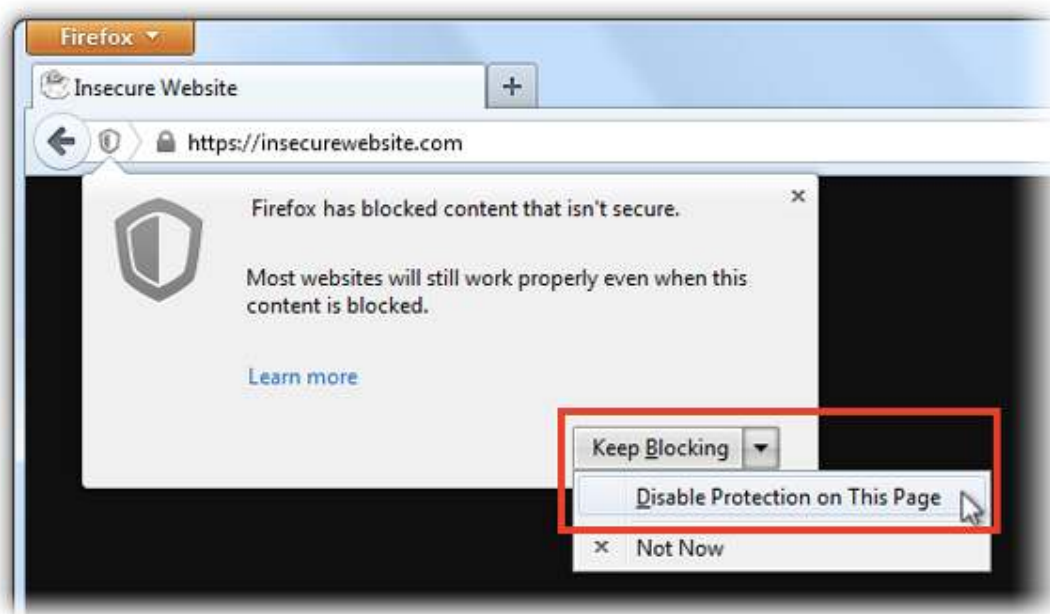 Firefox
Insecure Website
https://insecurewebsite.com
Firefox has blocked content that isn't secure.
Most websites will still work properly even when this
content is blocked.
Learn more
Keep Blocking
Disable Protection on This Page
Not Now